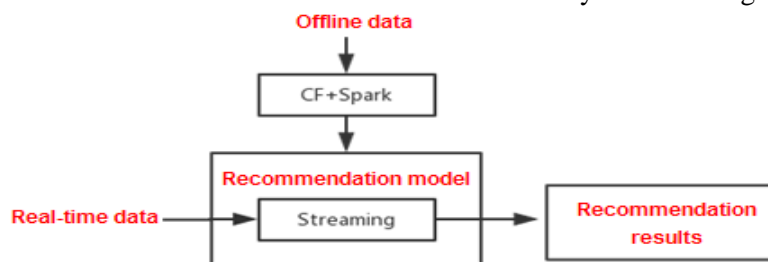 Offline data
CF+Spark
Recommendation model
Real-time data
Streaming
Recommendation
results